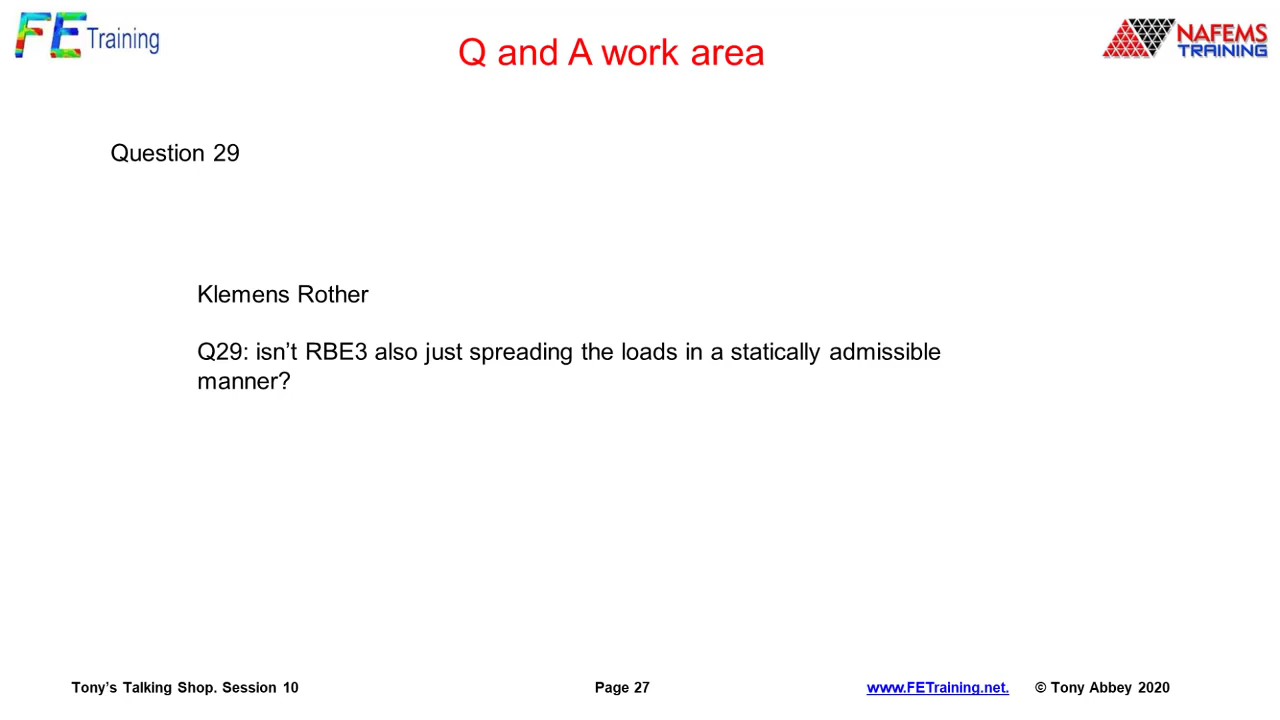 FE Training
Q and A work area
NAFEMS
TRAINING
Question 29
Klemens Rother
Q29: isn’t RBE3 also just spreading the loads in a statically admissible
manner?
Tony’s Talking Shop. Session 10
Page 27
www.FETraining.net.
© Tony Abbey 2020